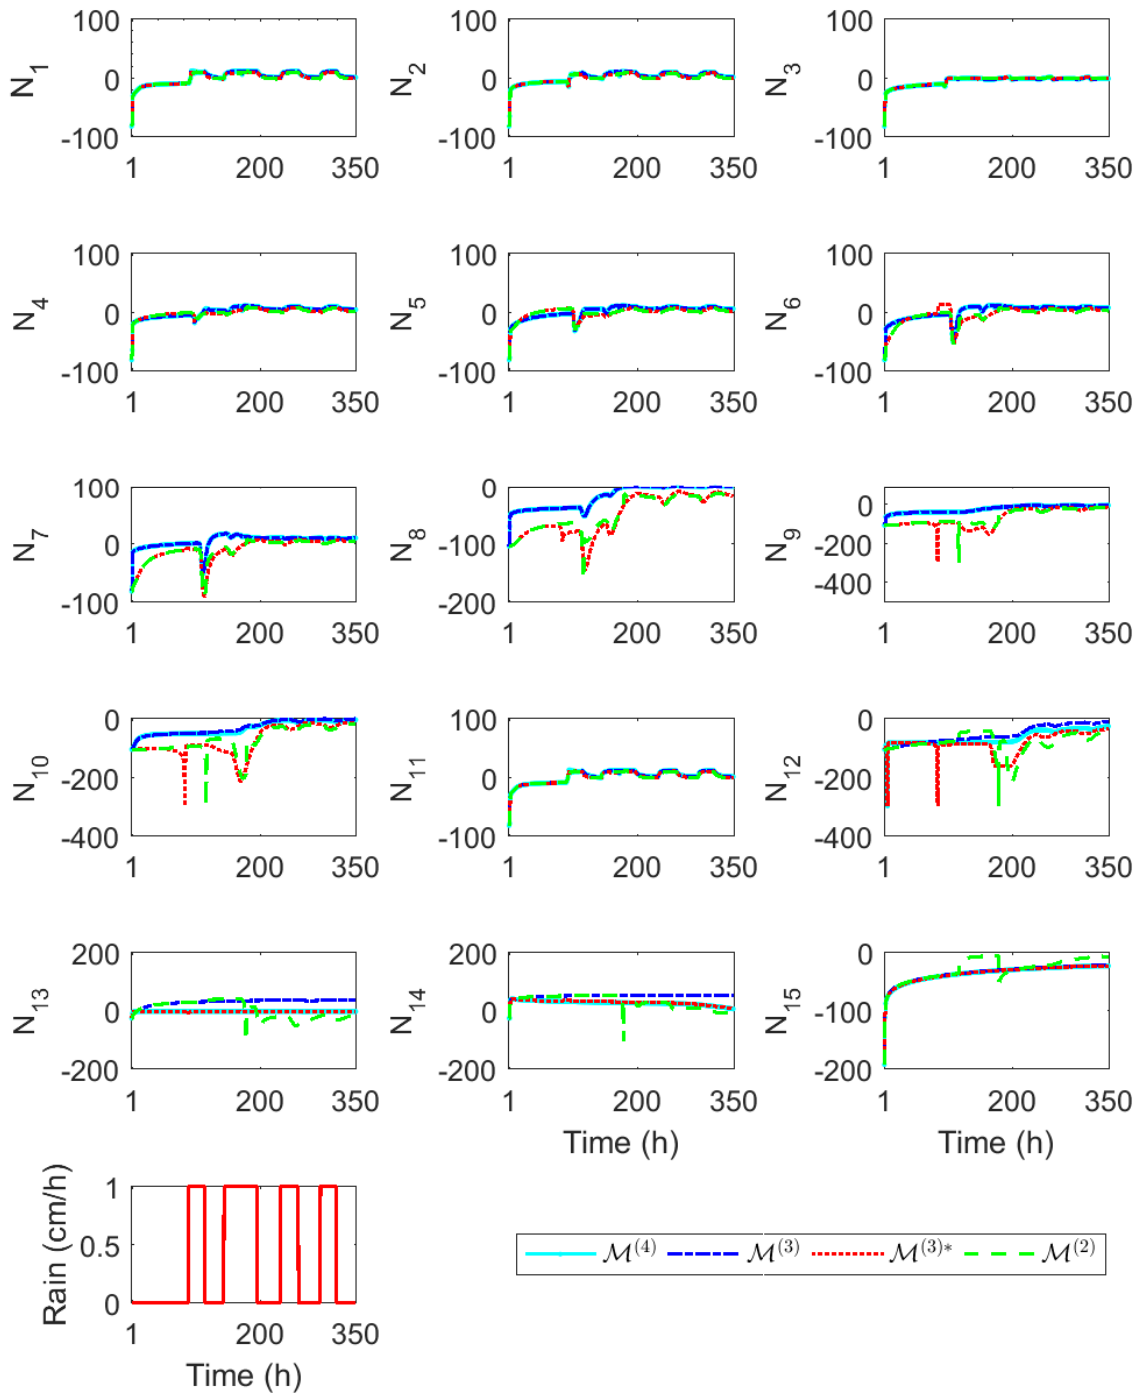 100 100 100
N1 0 N2 0 N3 0
-100 -100 -100
1 200 350 1 200 350 1 200 350
100 100 100
N4 0 N5 0 N6 0
-100 -100 -100
1 200 350 1 200 350 1 200 350
100 0 0
N7 0 N8 -100 N9 -200
-400
-100 -200
1 200 350 1 200 350 1 200 350
0 100 0
N10 -200 N11 0 N12 -200
-400 -100 -400
1 200 350 1 200 350 1 200 350
200 200 0
N13 0 N14 0 N15 -100
-200 -200 -200
1 200 350 1 200 350 1 200 350
Time (h) Time (h)
1
Rain (cm/h) 0.5
0
1 200 350
Time (h)
M(4) M(3) M(3)* M(2)